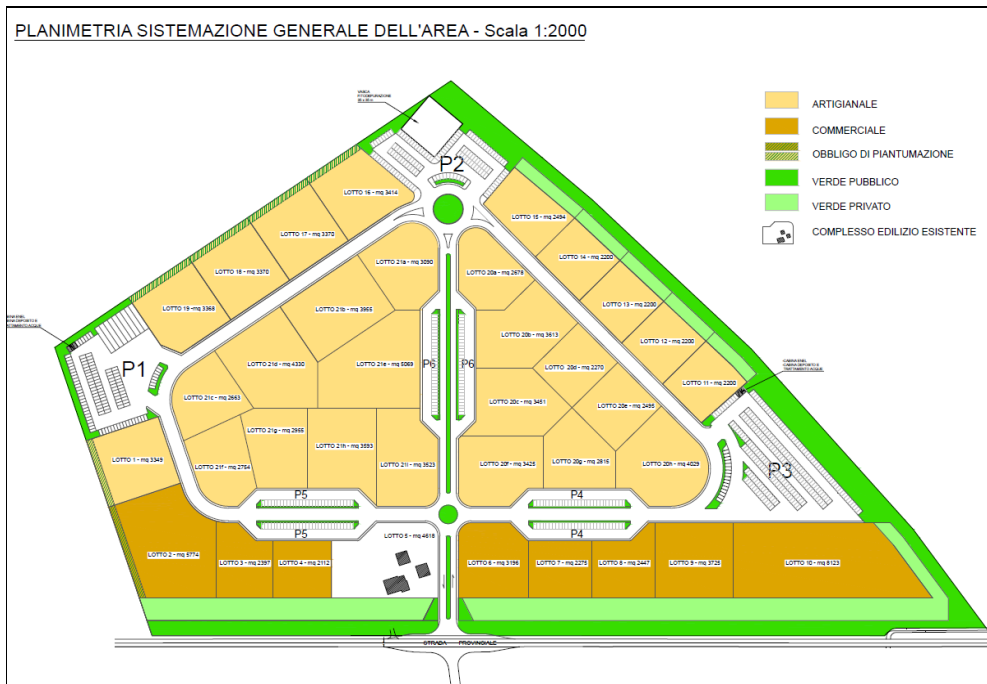 PLANIMETRIA SISTEMAZIONE GENERALE DELL'AREA - Scala 1:2000
ARTIGIANALE
COMMERCIALE
OBBLIGO DI PIANTUMAZIONE
VERDE PUBBLICO
VERDE PRIVATO
COMPLESSO EDILIZIO ESISTENTE
P2
LOTTO 16 - mq 3414
LOTTO 17 - mq 3370
LOTTO 18 - mq 3370
LOTTO 19 -mq 3368
LOTTO 15 - mq 2494
LOTTO 14 - mq 2200
LOTTO 13 - mq 2200
LOTTO 12 - mq 2200
LOTTO 11 - mq 2200
LOTTO 21a - mq 3090
LOTTO 20a - mq 2678
LOTTO 21b - mq 3955
LOTTO 20b - mq 3613
P1
LOTTO 21d - mq 4330
LOTTO 21e - mq 5069
P6
P6
LOTTO 20d - mq 2270
LOTTO 21c - mq 2663
LOTTO 20c - mq 3451
LOTTO 20e - mq 2495
LOTTO 21g - mq 2955
LOTTO 21h - mq 3593
LOTTO 1 - mq 3349
LOTTO 21f - mq 2754
LOTTO 21i - mq 3523
LOTTO 20f - mq 3425
LOTTO 20g - mq 2815
LOTTO 20h - mq 4029
P3
P5
P4
P5
P4
LOTTO 2 - mq 5774
LOTTO 3 - mq 2397
LOTTO 4 - mq 2112
LOTTO 5 - mq 4618
LOTTO 6 - mq 3196
LOTTO 7 - mq 2275
LOTTO 8 - mq 2447
LOTTO 9 - mq 3725
LOTTO 10 - mq 8123
STRADA PROVINCIALE